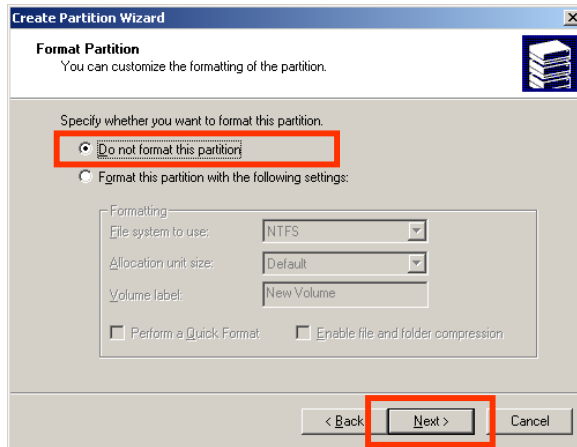 Create Partition Wizard
Format Partition
You can customize the formatting of the partition.
Specify whether you want to format this partition.
Do not format this partition
Format this partition with the following settings:
Formatting
File system to use: NTFS
Allocation unit size: Default
Volume label: New Volume
Perform a Quick Format Enable file and folder compression
< Back Next > Cancel